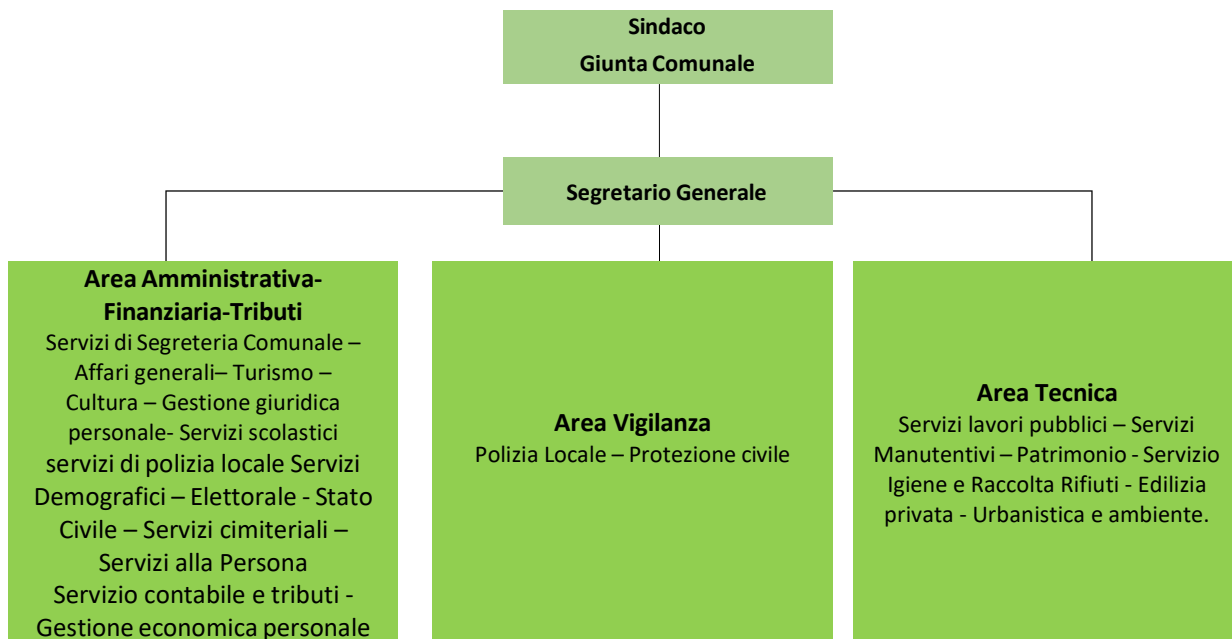 Sindaco
Giunta Comunale
Segretario Generale
Area Amministrativa-
Finanziaria-Tributi
Servizi di Segreteria Comunale –
Affari generali– Turismo –
Cultura – Gestione giuridica
personale- Servizi scolastici
servizi di polizia locale Servizi
Demografici – Elettorale - Stato
Civile – Servizi cimiteriali –
Servizi alla Persona
Servizio contabile e tributi -
Gestione economica personale
Area Vigilanza
Polizia Locale – Protezione civile
Area Tecnica
Servizi lavori pubblici – Servizi
Manutentivi – Patrimonio - Servizio
Igiene e Raccolta Rifiuti - Edilizia
privata - Urbanistica e ambiente.